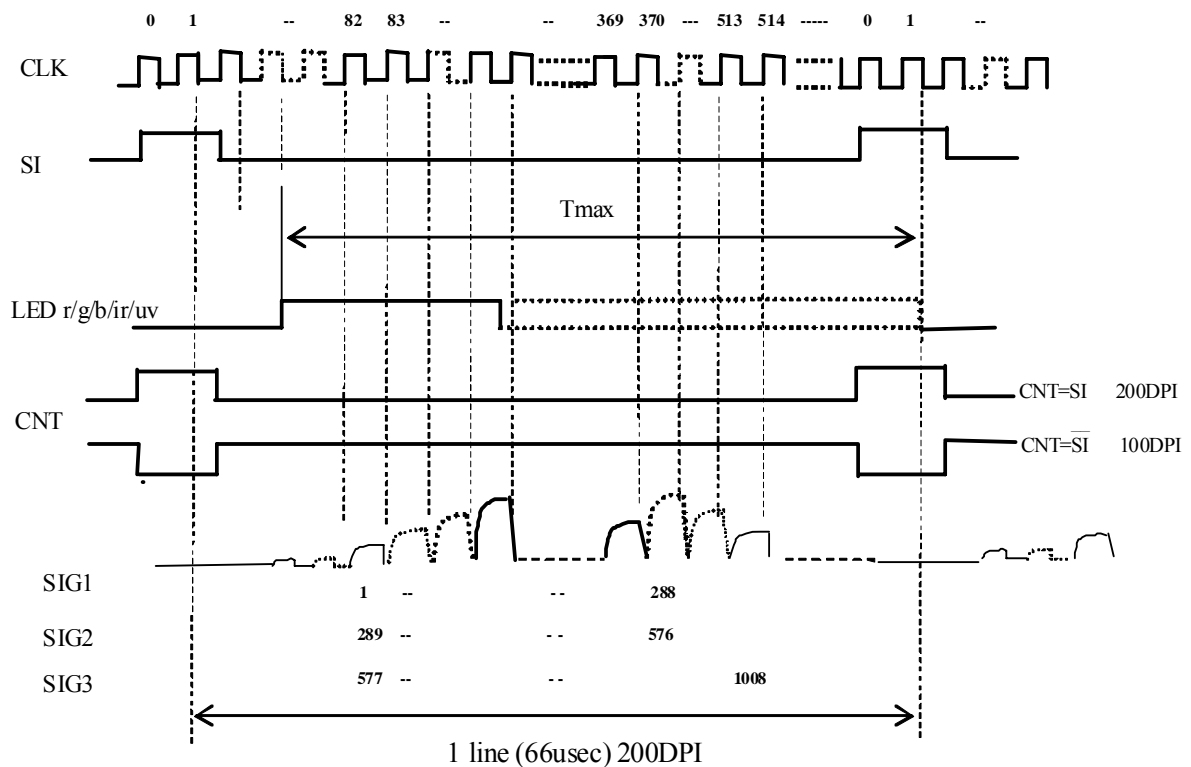 0 1 -- 82 83 -- -- 369 370 --- 513 514 ----- 0 1 --
CLK
SI
Tmax
LED r/g/b/ir/uv
CNT=SI 200DPI
CNT
CNT=S̅I̅ 100DPI
SIG1
1 -- - - 288
SIG2 289 -- - - 576
SIG3 577 -- - - 1008
1 line (66usec) 200DPI